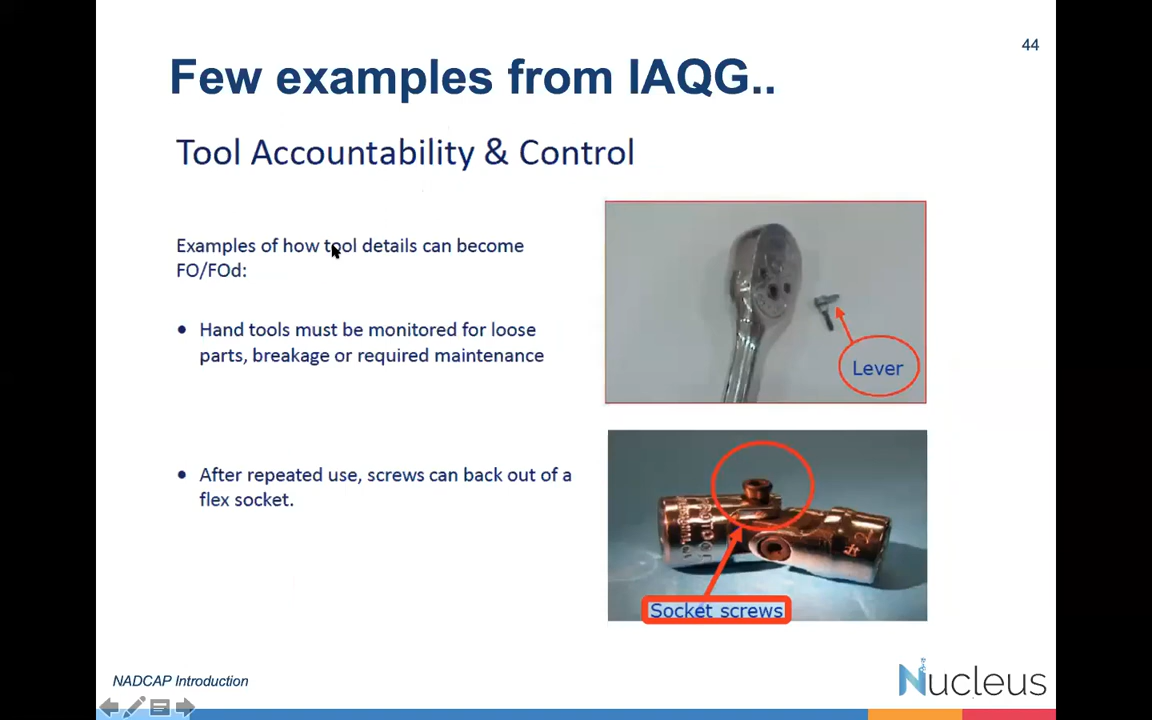 44
Few examples from IAQG..
Tool Accountability & Control
Examples of how tool details can become
FO/FOd:
• Hand tools must be monitored for loose
parts, breakage or required maintenance
Lever
• After repeated use, screws can back out of a
flex socket.
Socket screws
NADCAP Introduction
Nucleus